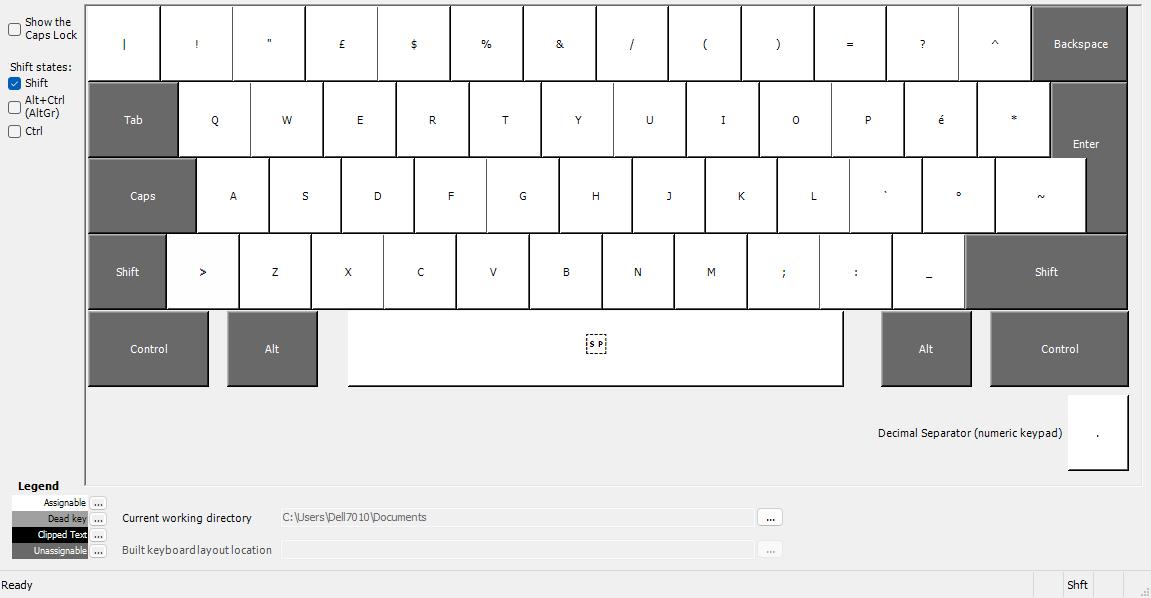 Show the
Caps Lock
Shift states:
Shift
Alt+Ctrl
(AltGr)
Ctrl
| ! " £ $ % & / ( ) = ? ^ Backspace
Tab Q W E R T Y U I O P é * Enter
Caps A S D F G H J K L ` ° ~
Shift > Z X C V B N M ; : _ Shift
Control Alt SP Alt Control
Decimal Separator (numeric keypad) .
Legend
Assignable ...
Dead key ...
Clipped Text ...
Unassignable ...
Current working directory C:\Users\Dell7010\Documents ...
Built keyboard layout location ...
Ready Shft